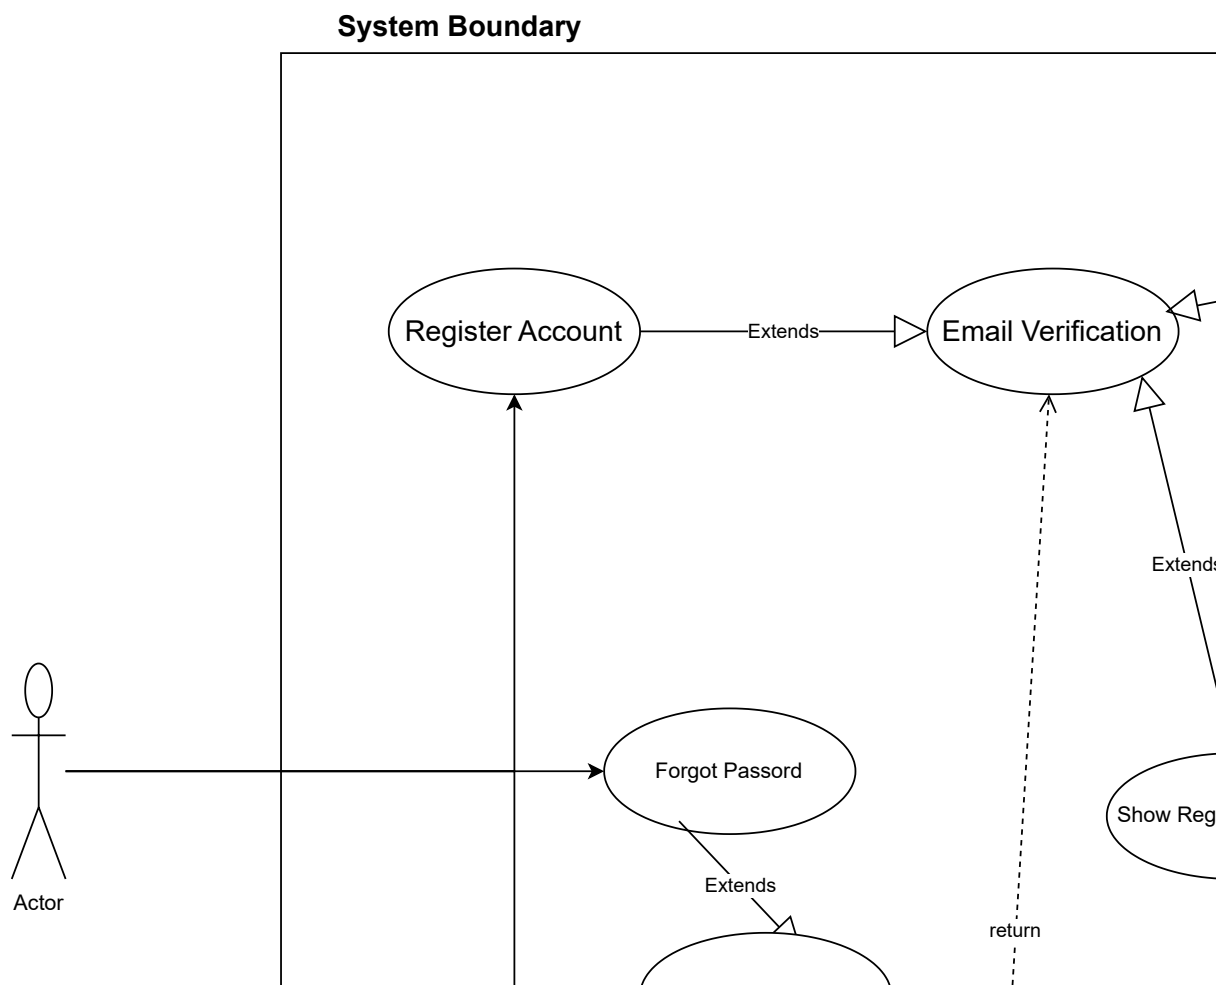 System Boundary
Register Account
Extends
Email Verification
Extends
Forgot Passord
Show Reg
Extends
Actor
return